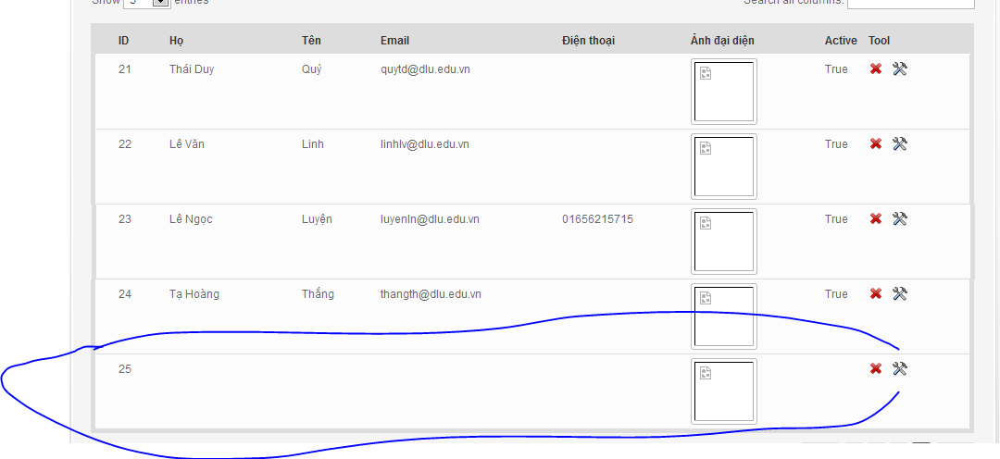 Show 5 entries Search all columns:
ID Họ Tên Email Điện thoại Ảnh đại diện Active Tool
21 Thái Duy Quý quytd@dlu.edu.vn True
22 Lê Văn Linh linhlv@dlu.edu.vn True
23 Lê Ngọc Luyện luyenln@dlu.edu.vn 01656215715 True
24 Tạ Hoàng Thắng thangth@dlu.edu.vn True
25